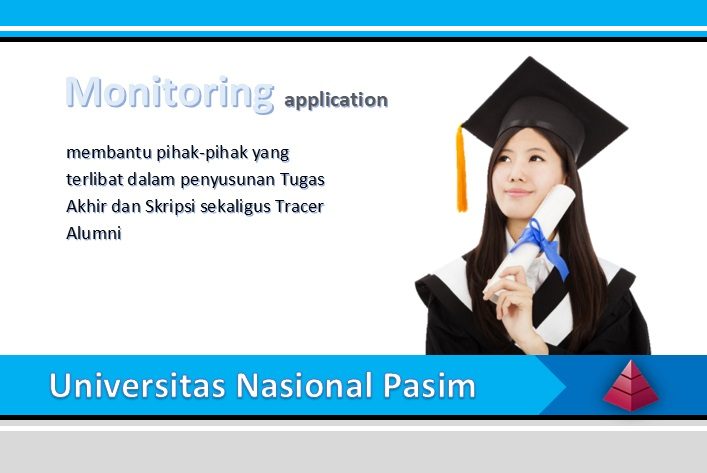 Monitoring application
membantu pihak-pihak yang
terlibat dalam penyusunan Tugas
Akhir dan Skripsi sekaligus Tracer
Alumni
Universitas Nasional Pasim